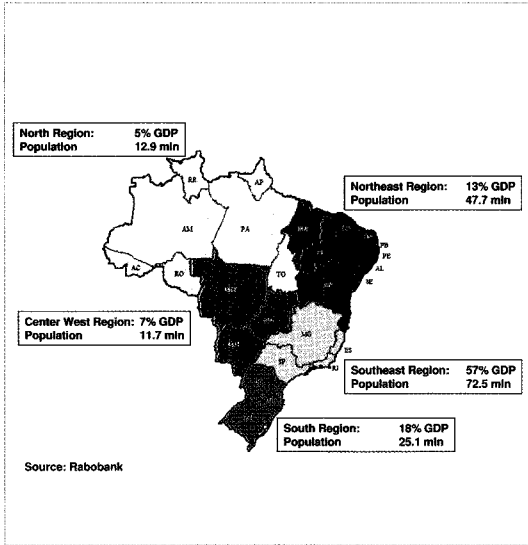 North Region: 5% GDP
Population 12.9 mln
Northeast Region: 13% GDP
Population 47.7 mln
RR
AP
AM
PA
PB
PE
AL
SE
AC
RO
TO
Center West Region: 7% GDP
Population 11.7 mln
MG
ES
SP
RJ
Southeast Region: 57% GDP
Population 72.5 mln
South Region: 18% GDP
Population 25.1 mln
Source: Rabobank